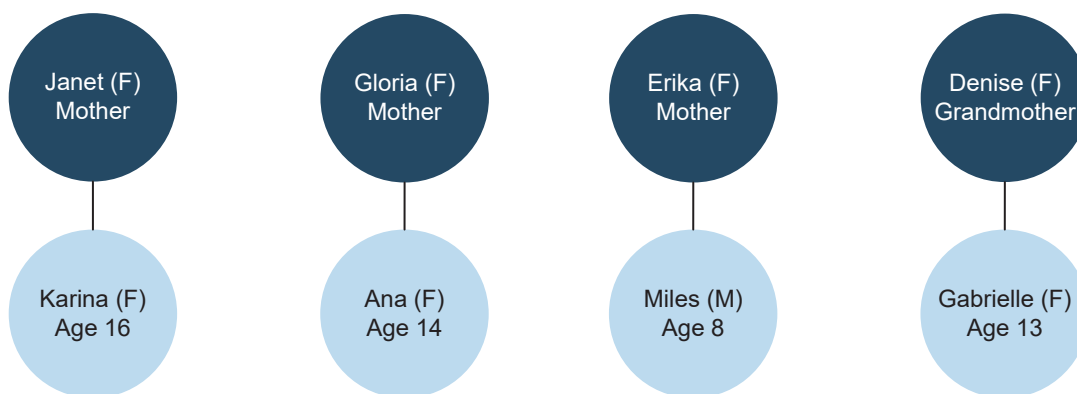 Janet (F)
Mother
Gloria (F)
Mother
Erika (F)
Mother
Denise (F)
Grandmother
Karina (F)
Age 16
Ana (F)
Age 14
Miles (M)
Age 8
Gabrielle (F)
Age 13